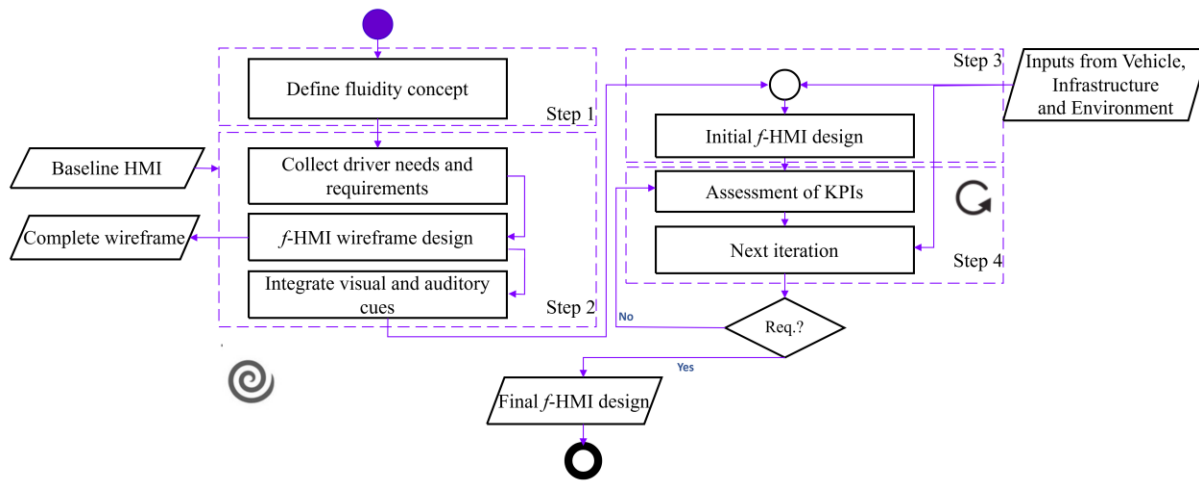 Define fluidity concept
Step 1
Baseline HMI
Collect driver needs and
requirements
Complete wireframe
f-HMI wireframe design
Integrate visual and auditory
cues
Step 2
Step 3
Inputs from Vehicle,
Infrastructure
and Environment
Initial f-HMI design
Assessment of KPIs
Next iteration
Step 4
Req.?
No
Yes
Final f-HMI design